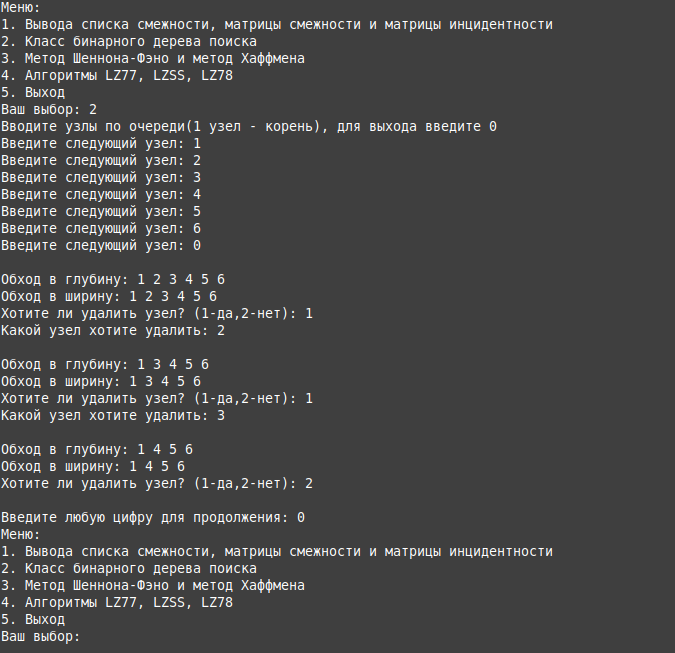 Меню:
1. Вывода списка смежности, матрицы смежности и матрицы инцидентности
2. Класс бинарного дерева поиска
3. Метод Шеннона-Фэно и метод Хаффмена
4. Алгоритмы LZ77, LZSS, LZ78
5. Выход
Ваш выбор: 2
Вводите узлы по очереди(1 узел - корень), для выхода введите 0
Введите следующий узел: 1
Введите следующий узел: 2
Введите следующий узел: 3
Введите следующий узел: 4
Введите следующий узел: 5
Введите следующий узел: 6
Введите следующий узел: 0
Обход в глубину: 1 2 3 4 5 6
Обход в ширину: 1 2 3 4 5 6
Хотите ли удалить узел? (1-да,2-нет): 1
Какой узел хотите удалить: 2
Обход в глубину: 1 3 4 5 6
Обход в ширину: 1 3 4 5 6
Хотите ли удалить узел? (1-да,2-нет): 1
Какой узел хотите удалить: 3
Обход в глубину: 1 4 5 6
Обход в ширину: 1 4 5 6
Хотите ли удалить узел? (1-да,2-нет): 2
Введите любую цифру для продолжения: 0
Меню:
1. Вывода списка смежности, матрицы смежности и матрицы инцидентности
2. Класс бинарного дерева поиска
3. Метод Шеннона-Фэно и метод Хаффмена
4. Алгоритмы LZ77, LZSS, LZ78
5. Выход
Ваш выбор: